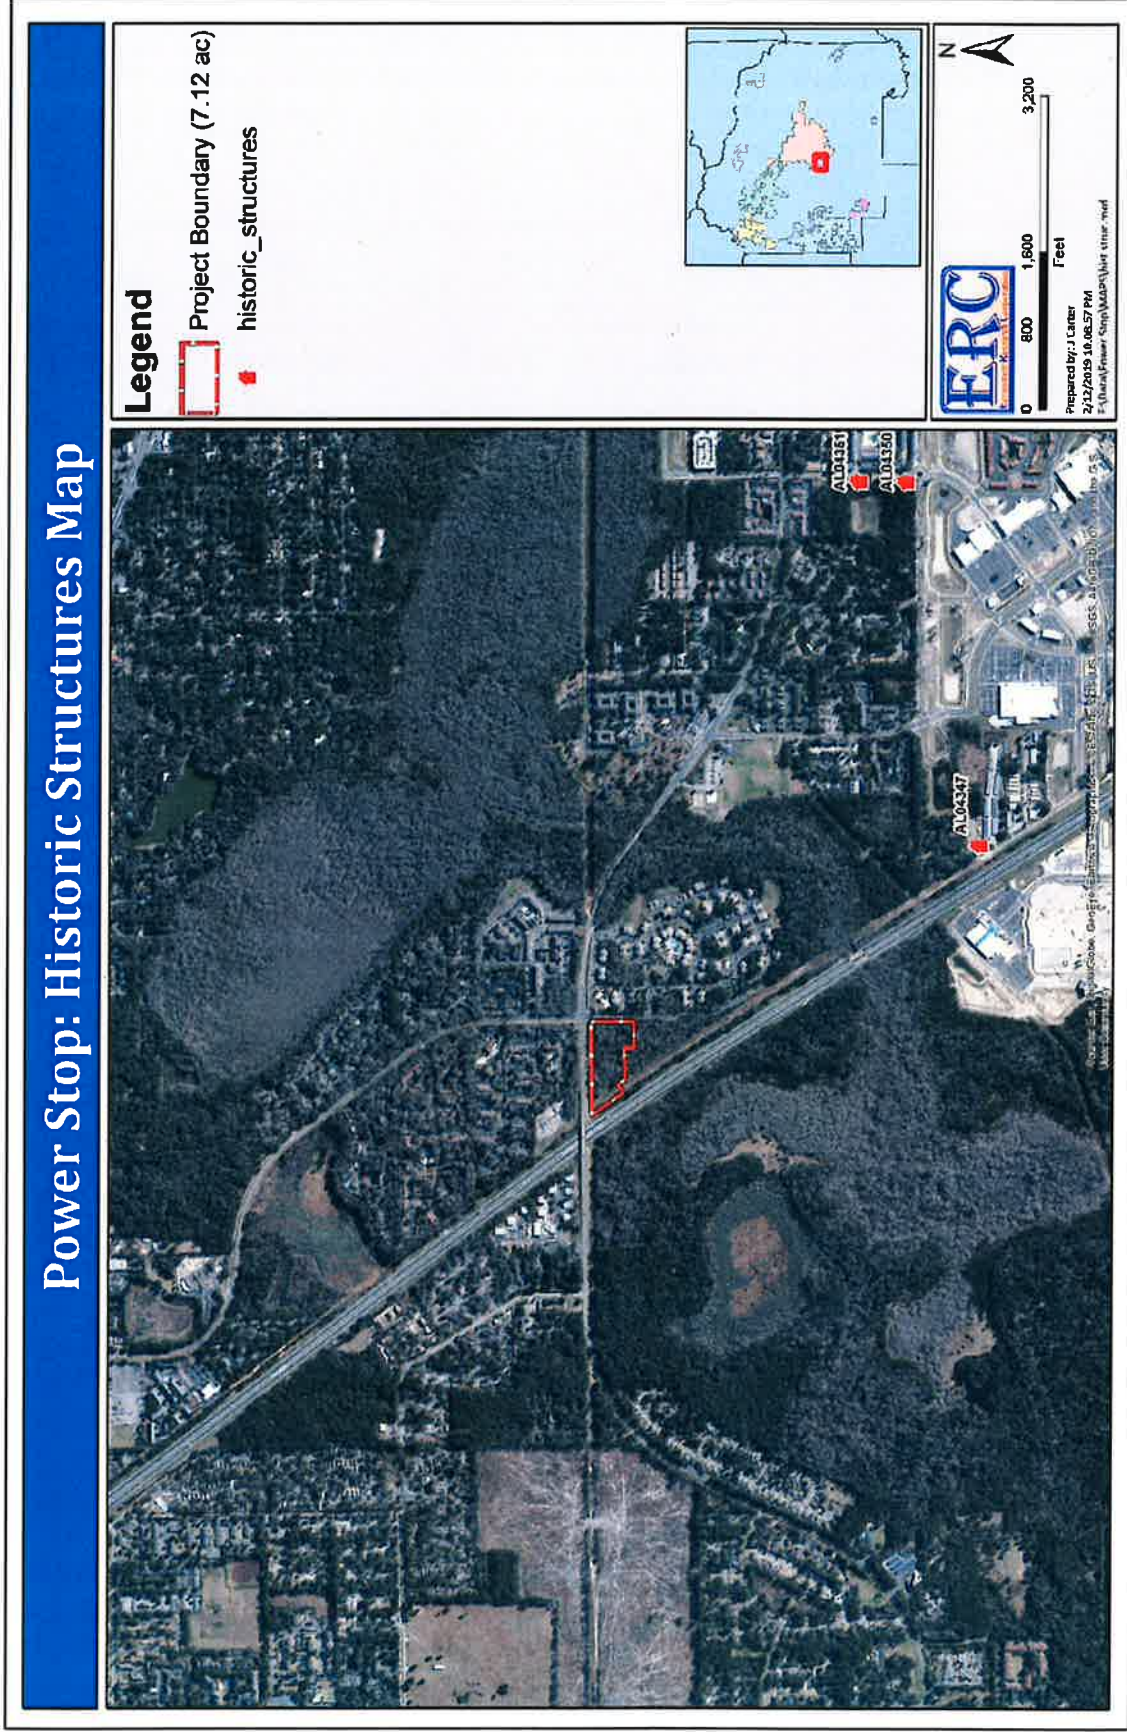 Power Stop: Historic Structures Map
Legend
Project Boundary (7.12 ac)
historic_structures
AL04351
AL04350
AL04347
N
ERC
0 800 1,600 3,200
Feet
Prepared by: J Carter
2/12/2019 10:06:57 PM